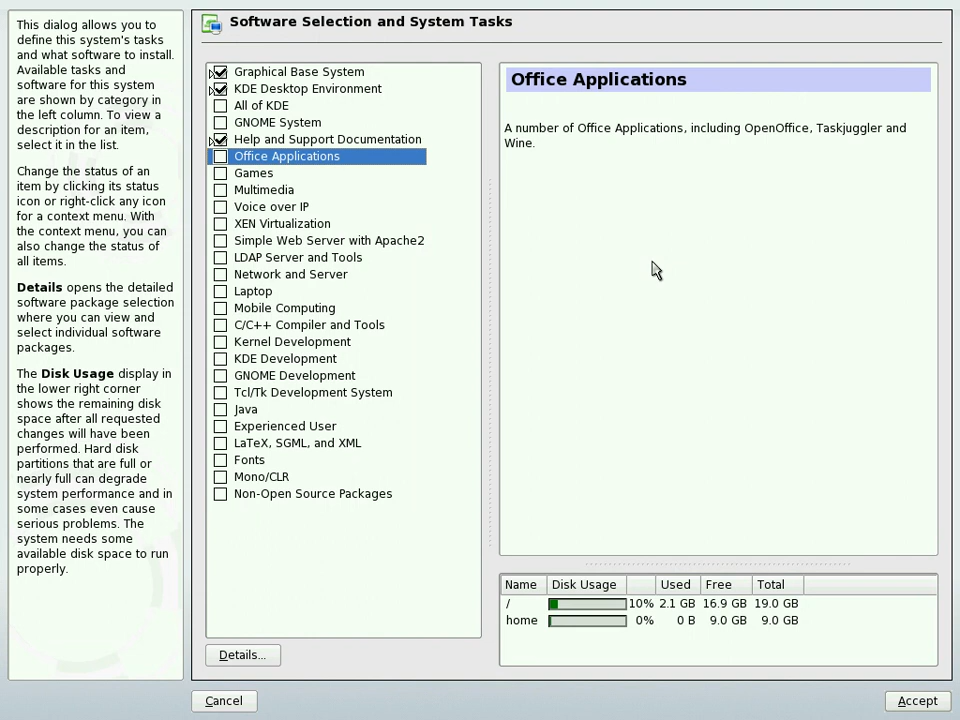 This dialog allows you to
define this system's tasks
and what software to install.
Available tasks and
software for this system
are shown by category in
the left column. To view a
description for an item,
select it in the list.
Change the status of an
item by clicking its status
icon or right-click any icon
for a context menu. With
the context menu, you can
also change the status of
all items.
Details opens the detailed
software package selection
where you can view and
select individual software
packages.
The Disk Usage display in
the lower right corner
shows the remaining disk
space after all requested
changes will have been
performed. Hard disk
partitions that are full or
nearly full can degrade
system performance and in
some cases even cause
serious problems. The
system needs some
available disk space to run
properly.
Software Selection and System Tasks
Graphical Base System
KDE Desktop Environment
All of KDE
GNOME System
Help and Support Documentation
Office Applications
Games
Multimedia
Voice over IP
XEN Virtualization
Simple Web Server with Apache2
LDAP Server and Tools
Network and Server
Laptop
Mobile Computing
C/C++ Compiler and Tools
Kernel Development
KDE Development
GNOME Development
Tcl/Tk Development System
Java
Experienced User
LaTeX, SGML, and XML
Fonts
Mono/CLR
Non-Open Source Packages
Details...
Office Applications
A number of Office Applications, including OpenOffice, Taskjuggler and
Wine.
Name Disk Usage Used Free Total
/ 10% 2.1 GB 16.9 GB 19.0 GB
home 0% 0 B 9.0 GB 9.0 GB
Cancel
Accept